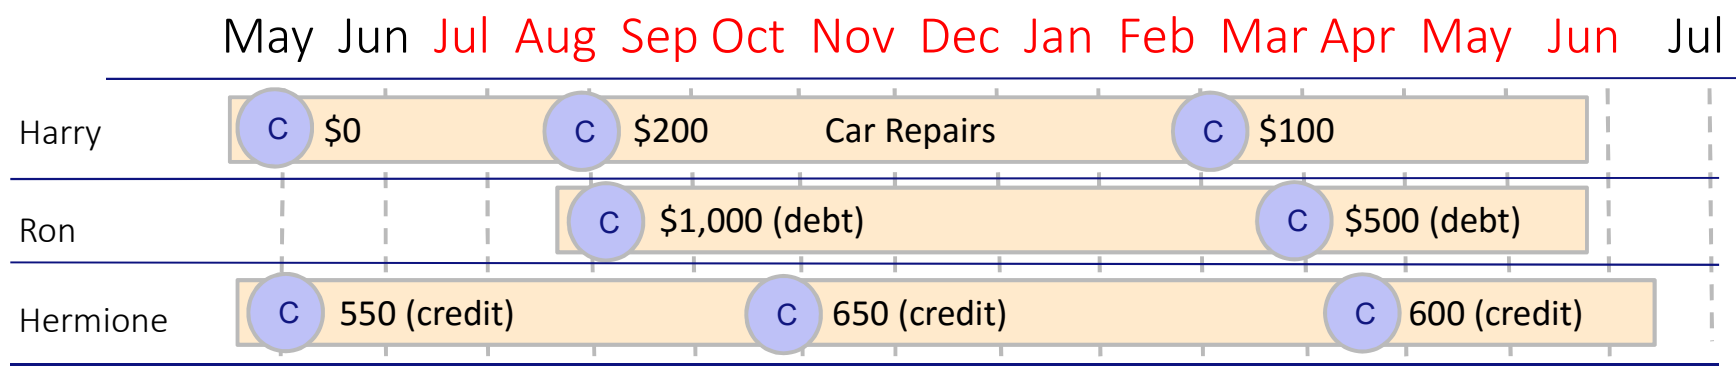 May Jun Jul Aug Sep Oct Nov Dec Jan Feb Mar Apr May Jun Jul
Harry C $0 C $200 Car Repairs C $100
Ron C $1,000 (debt) C $500 (debt)
Hermione C 550 (credit) C 650 (credit) C 600 (credit)